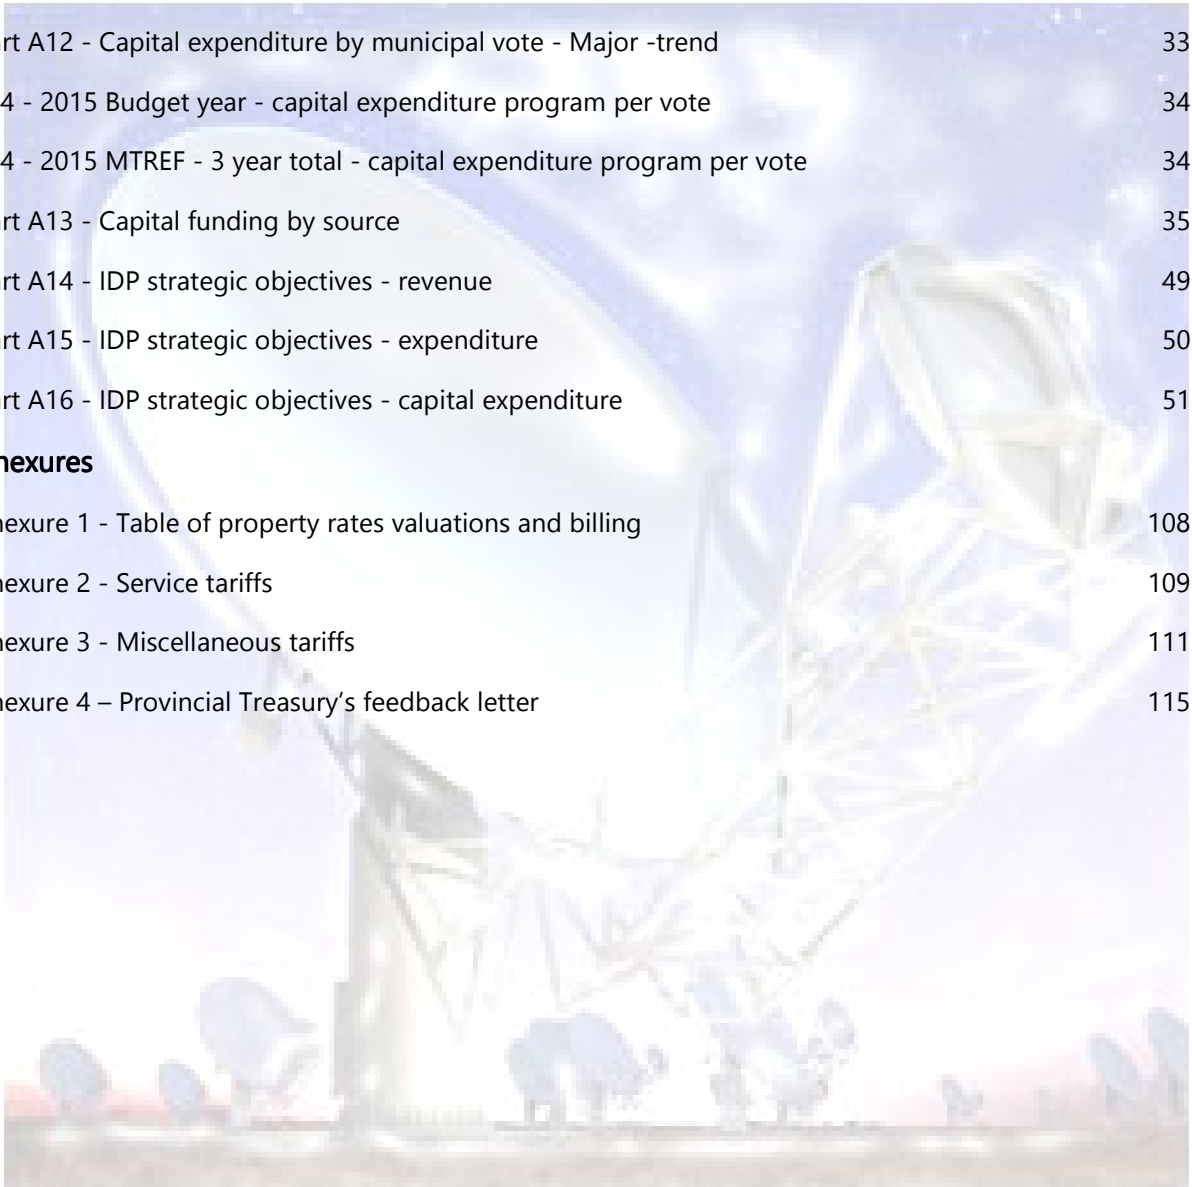 rt A12 - Capital expenditure by municipal vote - Major -trend 33
4 - 2015 Budget year - capital expenditure program per vote 34
4 - 2015 MTREF - 3 year total - capital expenditure program per vote 34
rt A13 - Capital funding by source 35
rt A14 - IDP strategic objectives - revenue 49
rt A15 - IDP strategic objectives - expenditure 50
rt A16 - IDP strategic objectives - capital expenditure 51
nexures
nexure 1 - Table of property rates valuations and billing 108
nexure 2 - Service tariffs 109
nexure 3 - Miscellaneous tariffs 111
nexure 4 – Provincial Treasury’s feedback letter 115